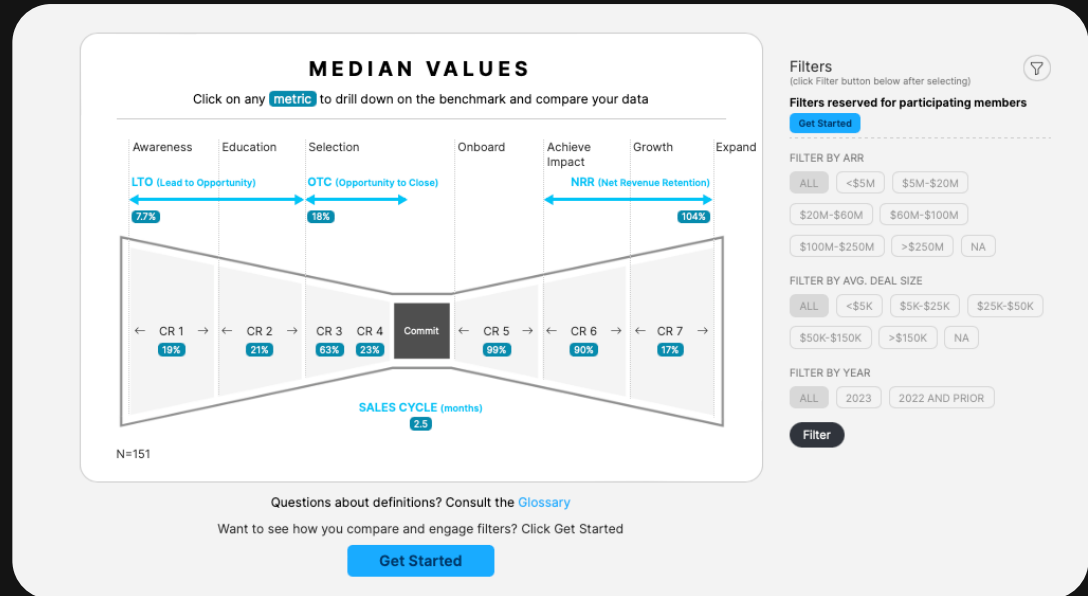 MEDIAN VALUES
Click on any metric to drill down on the benchmark and compare your data
Awareness
Education
Selection
Onboard
Achieve
Impact
Growth
Expand
LTO (Lead to Opportunity)
OTC (Opportunity to Close)
NRR (Net Revenue Retention)
7.7%
18%
104%
← CR 1 →
← CR 2 →
CR 3
CR 4
Commit
← CR 5 →
← CR 6 →
← CR 7 →
19%
21%
63%
23%
99%
90%
17%
SALES CYCLE (months)
2.5
N=151
Questions about definitions? Consult the Glossary
Want to see how you compare and engage filters? Click Get Started
Get Started
Filters
(click Filter button below after selecting)
Filters reserved for participating members
Get Started
FILTER BY ARR
ALL <$5M $5M-$20M
$20M-$60M $60M-$100M
$100M-$250M >$250M NA
FILTER BY AVG. DEAL SIZE
ALL <$5K $5K-$25K $25K-$50K
$50K-$150K >$150K NA
FILTER BY YEAR
ALL 2023 2022 AND PRIOR
Filter